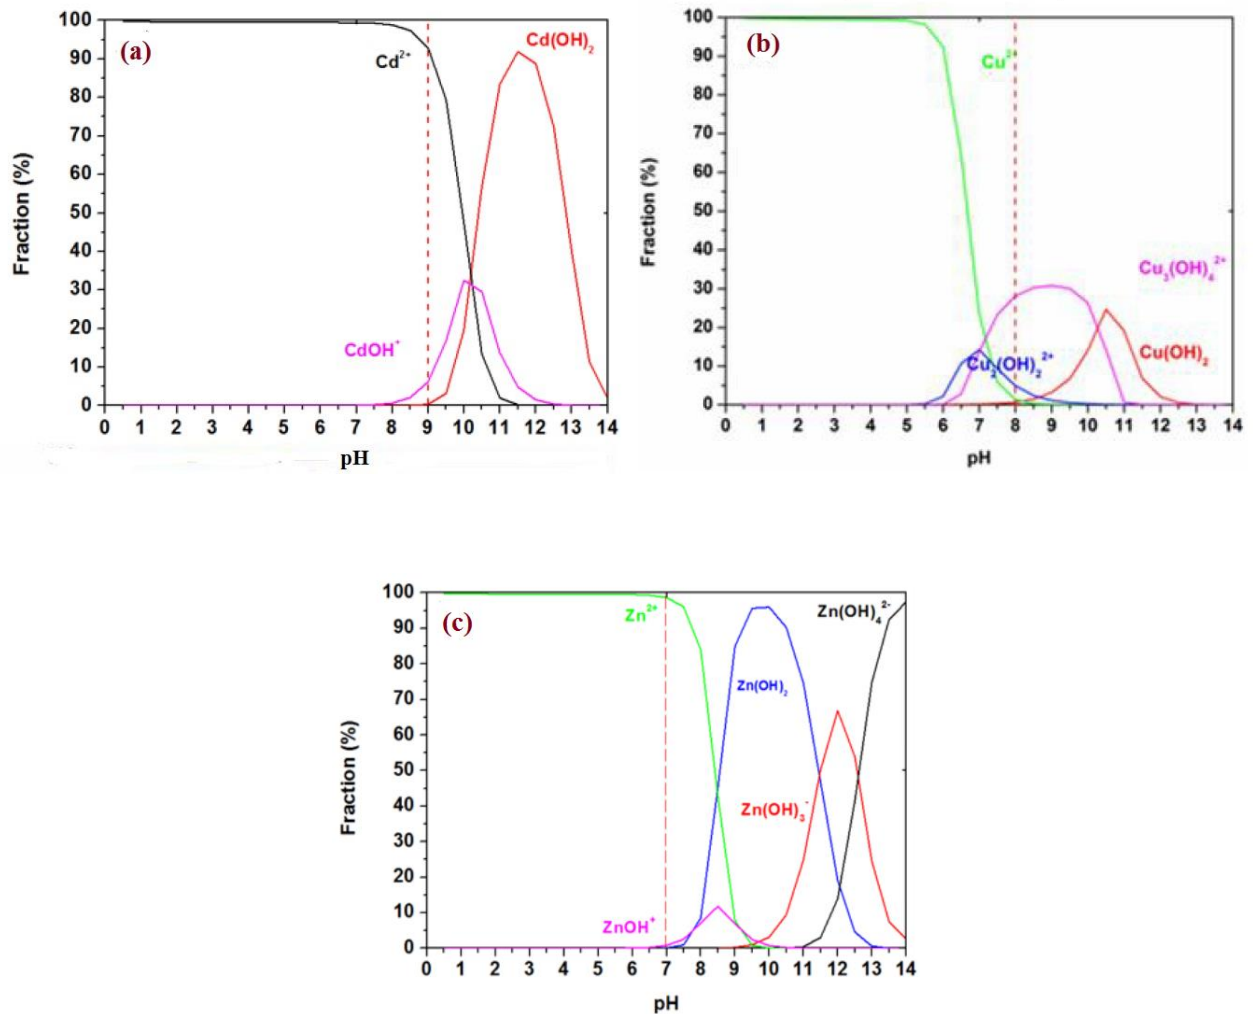 (a)
Cd²⁺
Cd(OH)₂
CdOH⁺
Fraction (%)
100
90
80
70
60
50
40
30
20
10
0
0 1 2 3 4 5 6 7 8 9 10 11 12 13 14
pH
(b)
Cu²⁺
Cu₃(OH)₄²⁺
Cu₂(OH)₂²⁺
Cu(OH)₂
Fraction (%)
100
90
80
70
60
50
40
30
20
10
0
0 1 2 3 4 5 6 7 8 9 10 11 12 13 14
pH
(c)
Zn²⁺
Zn(OH)₄²⁻
Zn(OH)₂
Zn(OH)₃⁻
ZnOH⁺
Fraction (%)
100
90
80
70
60
50
40
30
20
10
0
0 1 2 3 4 5 6 7 8 9 10 11 12 13 14
pH